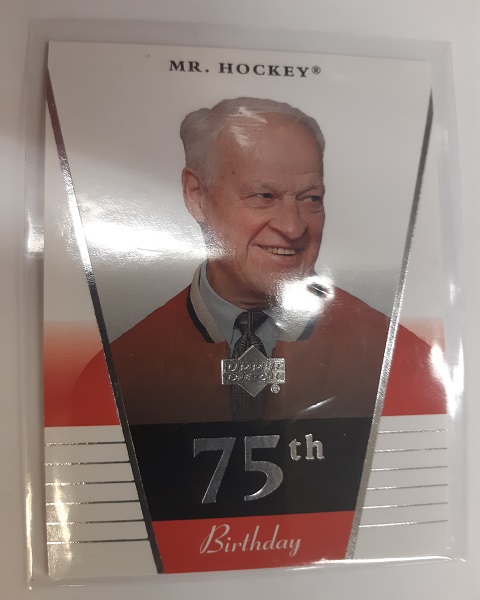 MR. HOCKEY®
UPPER
DECK
®
75th
Birthday